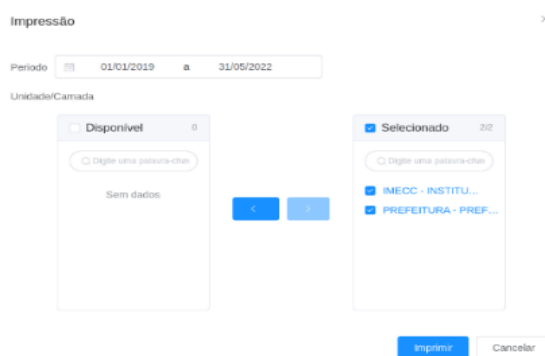 Impressão
Período 01/01/2019 a 31/05/2022
Unidade/Camada
Disponível 0
Digite uma palavra-chav
Sem dados
Selecionado 2/2
Digite uma palavra-chav
IMECC - INSTITU...
PREFEITURA - PREF...
Imprimir Cancelar